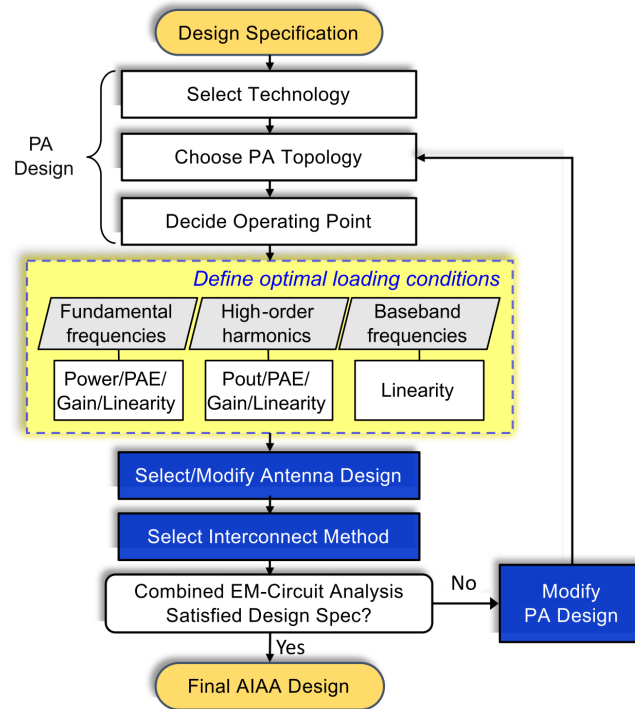 Design Specification
Select Technology
PA
Design
Choose PA Topology
Decide Operating Point
Define optimal loading conditions
Fundamental
frequencies
High-order
harmonics
Baseband
frequencies
Power/PAE/
Gain/Linearity
Pout/PAE/
Gain/Linearity
Linearity
Select/Modify Antenna Design
Select Interconnect Method
Combined EM-Circuit Analysis
Satisfied Design Spec?
No
Modify
PA Design
Yes
Final AIAA Design